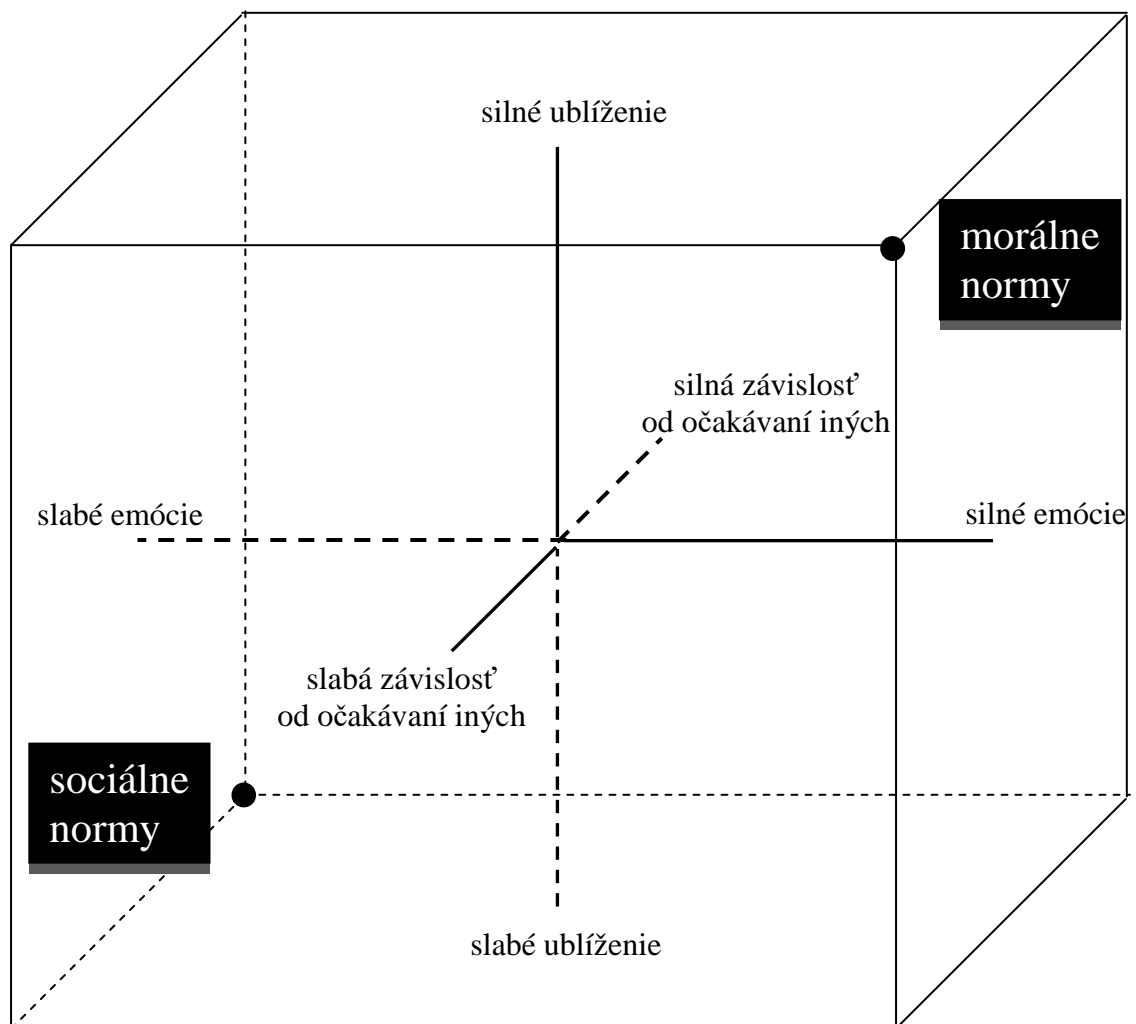 silné ublíženie
morálne
normy
silná závislosť
od očakávaní iných
slabé emócie
silné emócie
slabá závislosť
od očakávaní iných
sociálne
normy
slabé ublíženie